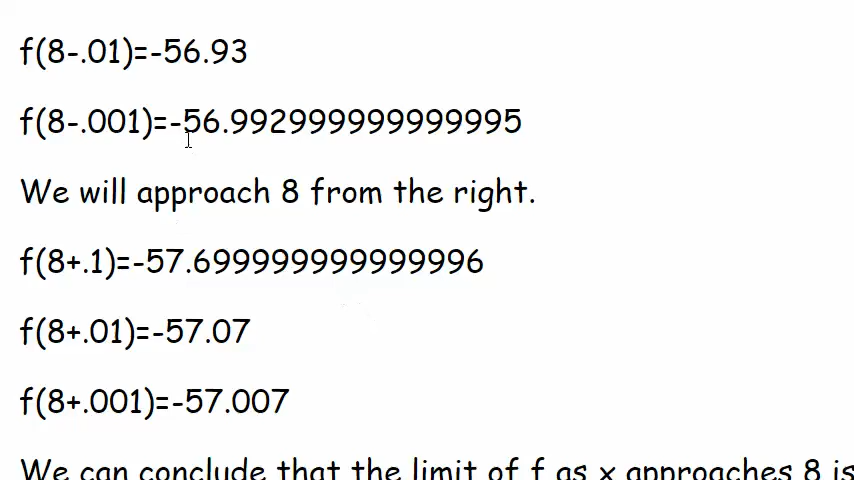 f(8-.01)=-56.93
f(8-.001)=-56.992999999999995
We will approach 8 from the right.
f(8+.1)=-57.699999999999996
f(8+.01)=-57.07
f(8+.001)=-57.007
We can conclude that the limit of f as x approaches 8 is